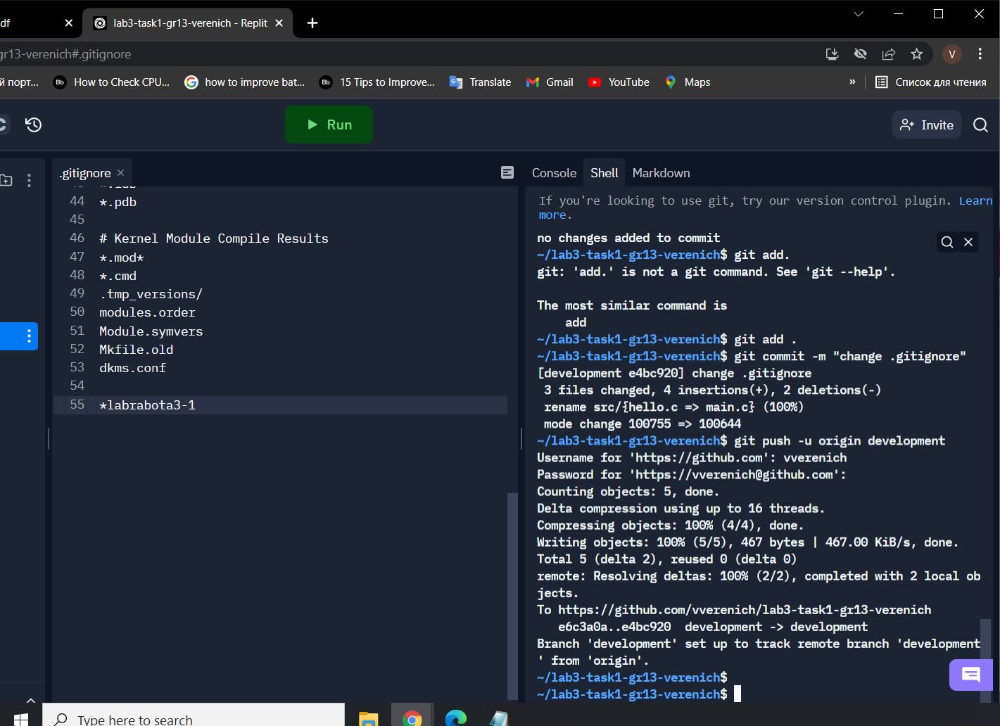 df
lab3-task1-gr13-verenich - Replit
gr13-verenich#.gitignore
V
й порт...
Bb
How to Check CPU...
how to improve bat...
Bb
15 Tips to Improve...
Translate
Gmail
YouTube
Maps
»
Список для чтения
Run
Invite
.gitignore
44 *.pdb
45
46 # Kernel Module Compile Results
47 *.mod*
48 *.cmd
49 .tmp_versions/
50 modules.order
51 Module.symvers
52 Mkfile.old
53 dkms.conf
54
55 *labrabota3-1
Console
Shell
Markdown
If you're looking to use git, try our version control plugin. Learn
more.
no changes added to commit
~/lab3-task1-gr13-verenich$ git add.
git: 'add.' is not a git command. See 'git --help'.
The most similar command is
add
~/lab3-task1-gr13-verenich$ git add .
~/lab3-task1-gr13-verenich$ git commit -m "change .gitignore"
[development e4bc920] change .gitignore
3 files changed, 4 insertions(+), 2 deletions(-)
rename src/{hello.c => main.c} (100%)
mode change 100755 => 100644
~/lab3-task1-gr13-verenich$ git push -u origin development
Username for 'https://github.com': vverenich
Password for 'https://vverenich@github.com':
Counting objects: 5, done.
Delta compression using up to 16 threads.
Compressing objects: 100% (4/4), done.
Writing objects: 100% (5/5), 467 bytes | 467.00 KiB/s, done.
Total 5 (delta 2), reused 0 (delta 0)
remote: Resolving deltas: 100% (2/2), completed with 2 local ob
jects.
To https://github.com/vverenich/lab3-task1-gr13-verenich
e6c3a0a..e4bc920 development -> development
Branch 'development' set up to track remote branch 'development
' from 'origin'.
~/lab3-task1-gr13-verenich$
~/lab3-task1-gr13-verenich$
Type here to search